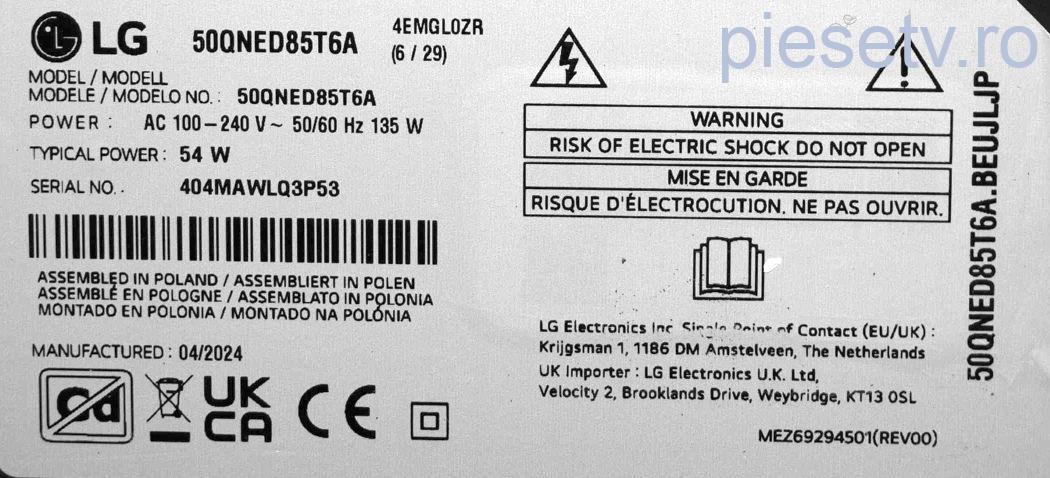 LG 50QNED85T6A 4EMGL0ZR
(6 / 29)
MODEL / MODELL
MODÈLE / MODELO NO. : 50QNED85T6A
POWER : AC 100-240 V~ 50/60 Hz 135 W
TYPICAL POWER : 54 W
SERIAL NO. . 404MAWLQ3P53
ASSEMBLED IN POLAND / ASSEMBLIERT IN POLEN
ASSEMBLÉ EN POLOGNE / ASSEMBLATO IN POLONIA
MONTADO EN POLONIA / MONTADO NA POLÓNIA
MANUFACTURED : 04/2024
Cd
UK
CA
CE
piesetv.ro
WARNING
RISK OF ELECTRIC SHOCK DO NOT OPEN
MISE EN GARDE
RISQUE D'ÉLECTROCUTION. NE PAS OUVRIR.
LG Electronics Inc. Single Point of Contact (EU/UK) :
Krijgsman 1, 1186 DM Amstelveen, The Netherlands
UK Importer : LG Electronics U.K. Ltd,
Velocity 2, Brooklands Drive, Weybridge, KT13 0SL
MEZ69294501(REV00)
50QNED85T6A.BEUJLJP